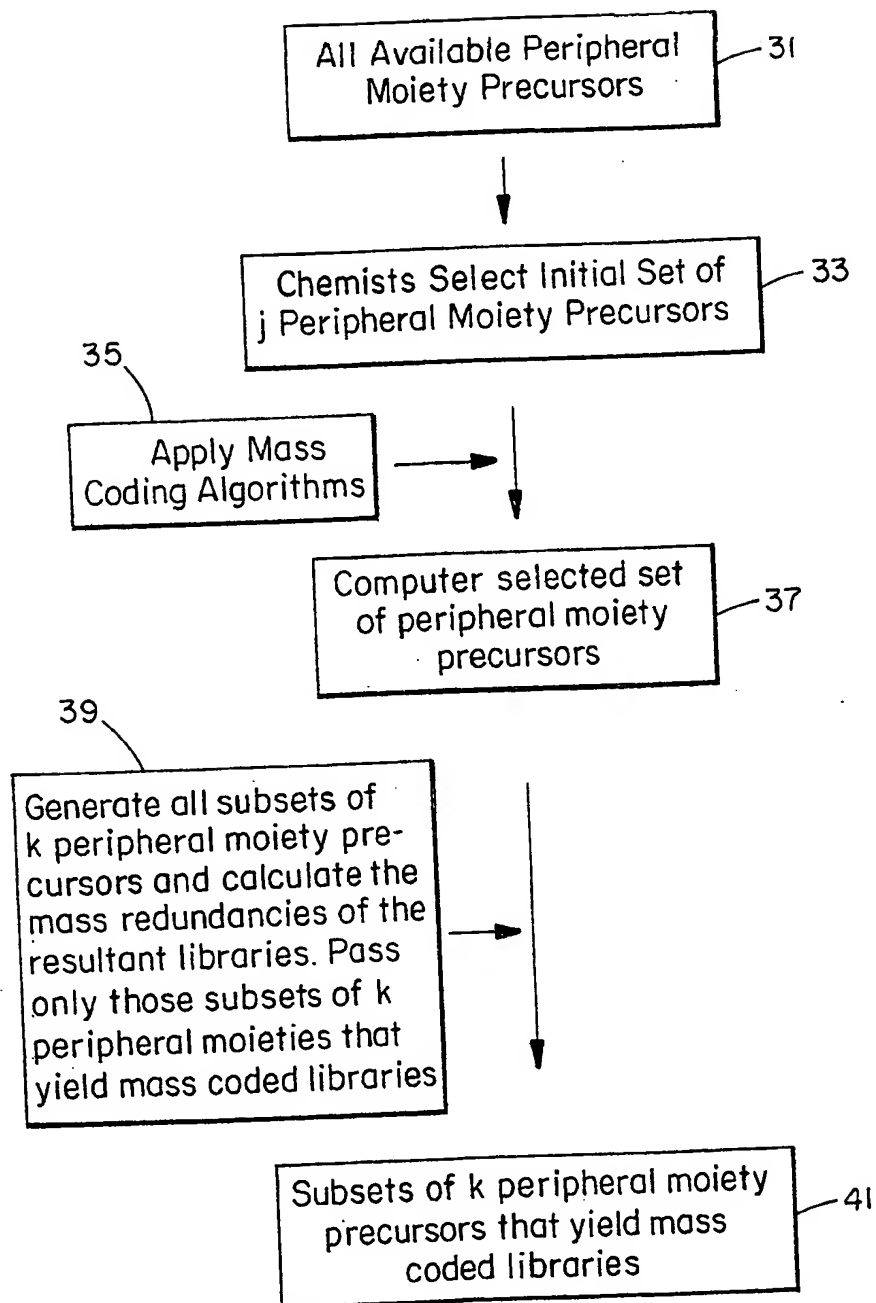 All Available Peripheral
Moiety Precursors
31
Chemists Select Initial Set of
j Peripheral Moiety Precursors
33
35
Apply Mass
Coding Algorithms
Computer selected set
of peripheral moiety
precursors
37
39
Generate all subsets of
k peripheral moiety pre-
cursors and calculate the
mass redundancies of the
resultant libraries. Pass
only those subsets of k
peripheral moieties that
yield mass coded libraries
Subsets of k peripheral moiety
precursors that yield mass
coded libraries
41